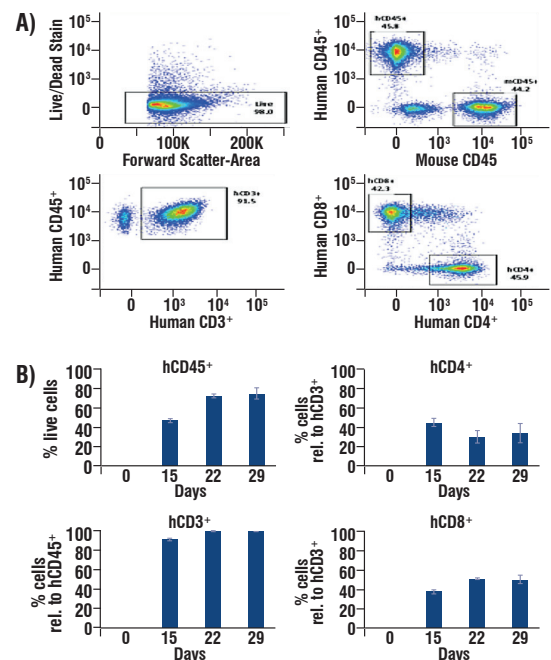 A)
Live/Dead Stain
10⁵
10⁴
10³
0
Live
98.0
0
100K
200K
Forward Scatter-Area
Human CD45⁺
10⁵
10⁴
10³
0
hCD45+
45.8
mCD45+
44.2
0
10³
10⁴
10⁵
Mouse CD45
Human CD45⁺
10⁵
10⁴
10³
0
hCD3+
91.5
0
10³
10⁴
10⁵
Human CD3⁺
Human CD8⁺
10⁵
10⁴
10³
0
hCD8+
42.3
hCD4+
45.9
0
10³
10⁴
10⁵
Human CD4⁺
B)
hCD45⁺
% live cells
100
80
60
40
20
0
0 15 22 29
Days
hCD4⁺
% cells
rel. to hCD3⁺
100
80
60
40
20
0
0 15 22 29
Days
hCD3⁺
% cells
rel. to hCD45⁺
100
80
60
40
20
0
0 15 22 29
Days
hCD8⁺
% cells
rel. to hCD3⁺
100
80
60
40
20
0
0 15 22 29
Days